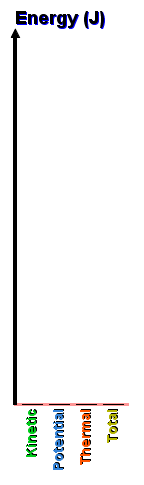 Energy (J)
Kinetic
Potential
Thermal
Total